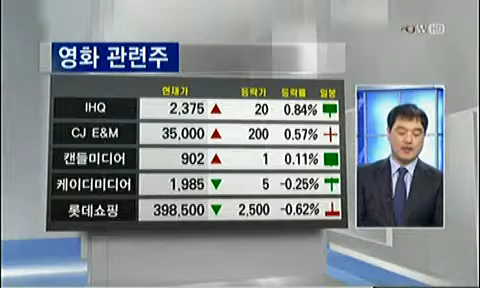 영화 관련주
현재가 등락가 등락률 일봉
IHQ 2,375 ▲ 20 0.84%
CJ E&M 35,000 ▲ 200 0.57%
캔들미디어 902 ▲ 1 0.11%
케이디미디어 1,985 ▼ 5 -0.25%
롯데쇼핑 398,500 ▼ 2,500 -0.62%